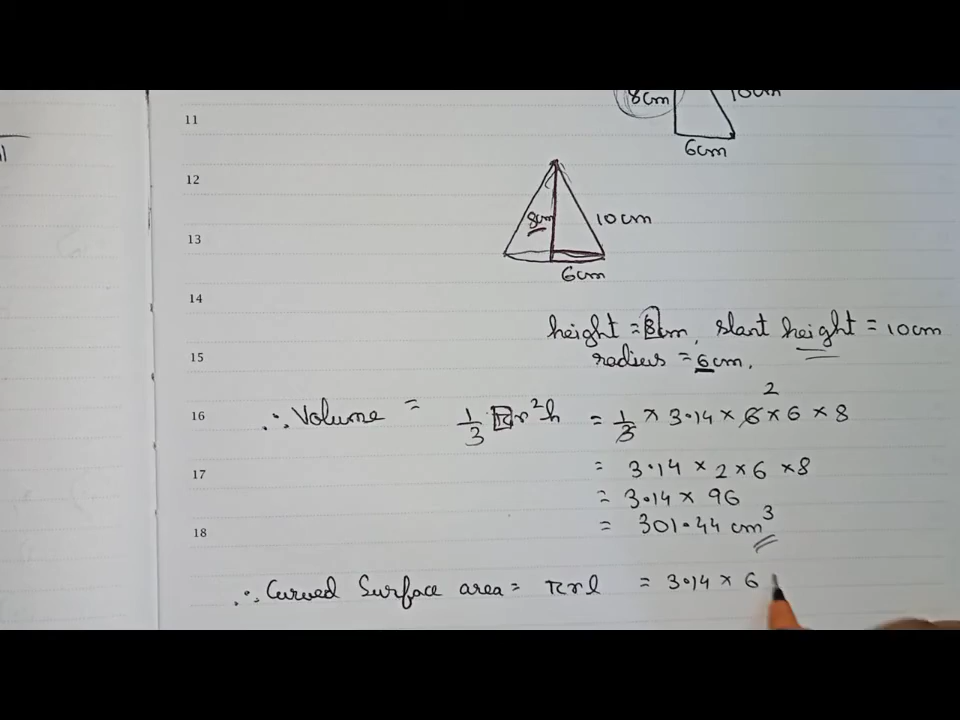 8cm 10cm
11
6cm
12
8cm 10cm
13
6cm
14
height = 8cm, slant height = 10cm
15
radius = 6cm.
2
16
∴ Volume = 1/3 πr²h = 1/3 × 3.14 × 6 × 6 × 8
17
= 3.14 × 2 × 6 × 8
= 3.14 × 96
18
= 301.44 cm³
∴ Curved Surface area = πrl = 3.14 × 6